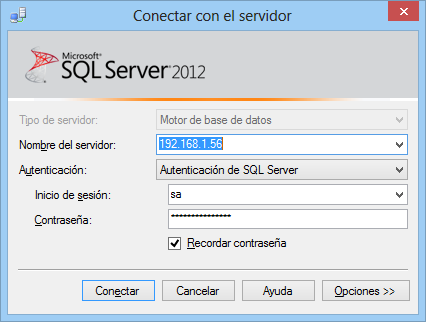 Conectar con el servidor
Microsoft
SQL Server 2012
Tipo de servidor: Motor de base de datos
Nombre del servidor: 192.168.1.56
Autenticación: Autenticación de SQL Server
Inicio de sesión: sa
Contraseña: ***************
Recordar contraseña
Conectar Cancelar Ayuda Opciones >>